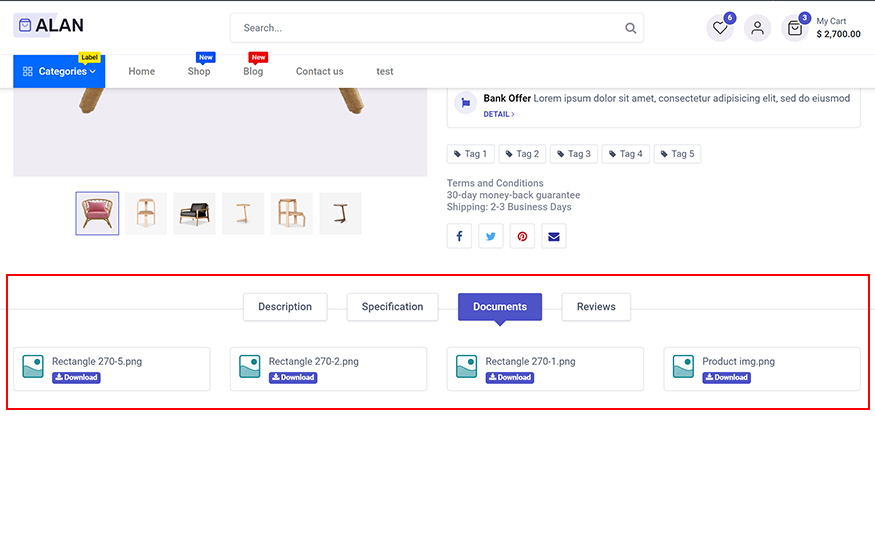 ALAN
Search...
6
3
My Cart
$ 2,700.00
Label
New
New
Categories
Home
Shop
Blog
Contact us
test
Bank Offer Lorem ipsum dolor sit amet, consectetur adipisicing elit, sed do eiusmod
DETAIL
Tag 1
Tag 2
Tag 3
Tag 4
Tag 5
Terms and Conditions
30-day money-back guarantee
Shipping: 2-3 Business Days
Description
Specification
Documents
Reviews
Rectangle 270-5.png
Download
Rectangle 270-2.png
Download
Rectangle 270-1.png
Download
Product img.png
Download